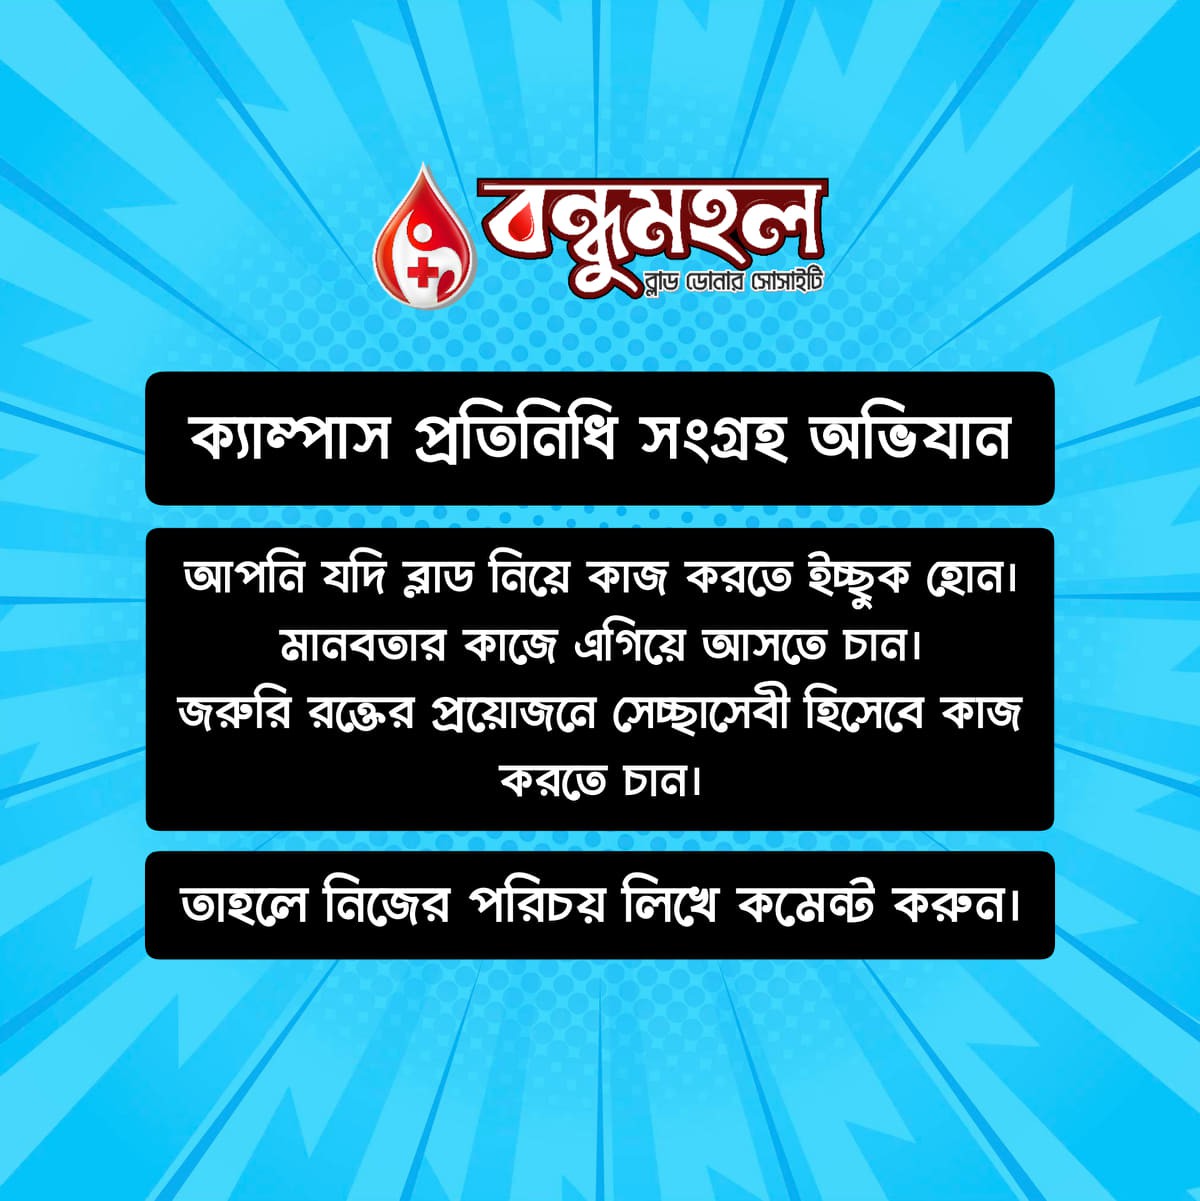 বন্ধুমহল
ব্লাড ডোনার সোসাইটি
ক্যাম্পাস প্রতিনিধি সংগ্রহ অভিযান
আপনি যদি ব্লাড নিয়ে কাজ করতে ইচ্ছুক হোন।
মানবতার কাজে এগিয়ে আসতে চান।
জরুরি রক্তের প্রয়োজনে সেচ্ছাসেবী হিসেবে কাজ
করতে চান।
তাহলে নিজের পরিচয় লিখে কমেন্ট করুন।